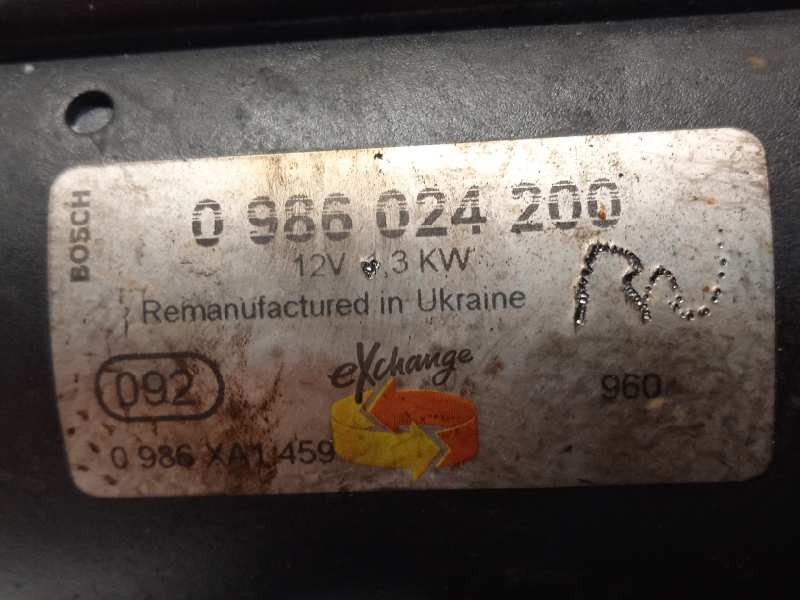 BOSCH
0 986 024 200
12V 3 KW
Remanufactured in Ukraine
092
eXchange
960
0 986 XA1 459